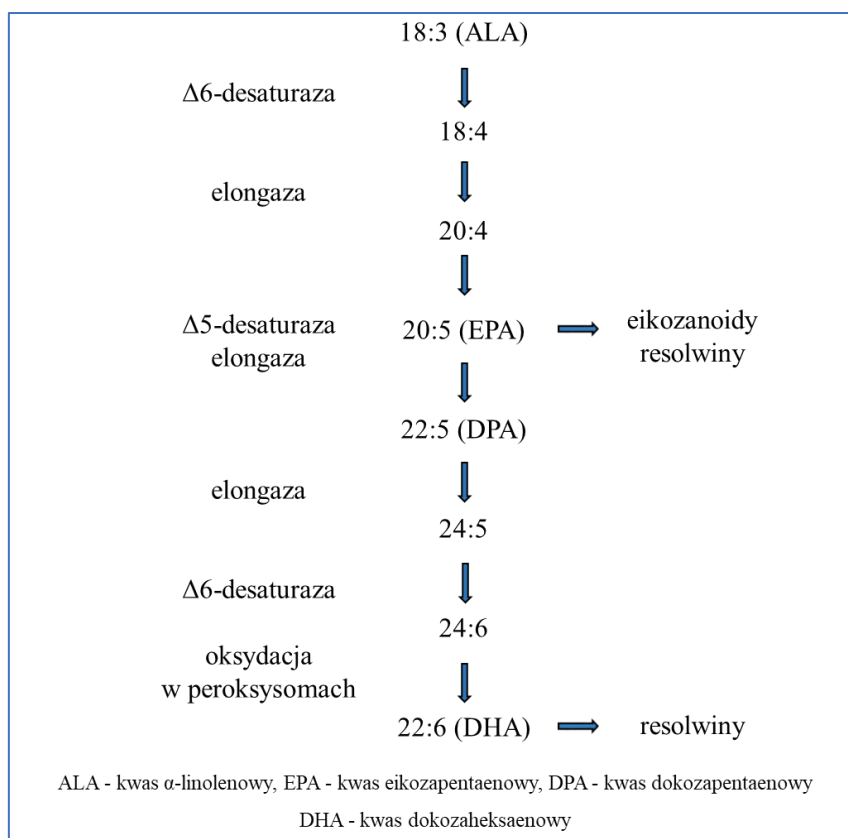 18:3 (ALA)
Δ6-desaturaza
18:4
elongaza
20:4
Δ5-desaturaza
elongaza
20:5 (EPA)
eikozanoidy
resolwiny
22:5 (DPA)
elongaza
24:5
Δ6-desaturaza
24:6
oksydacja
w peroksysomach
22:6 (DHA)
resolwiny
ALA - kwas α-linolenowy, EPA - kwas eikozapentaenowy, DPA - kwas dokozapentaenowy
DHA - kwas dokozaheksaenowy